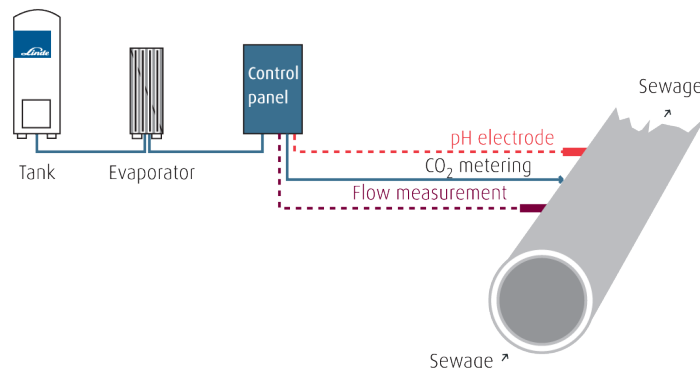 Linde
Control
panel
Sewage ↗
pH electrode
CO₂ metering
Tank
Evaporator
Flow measurement
Sewage ↗